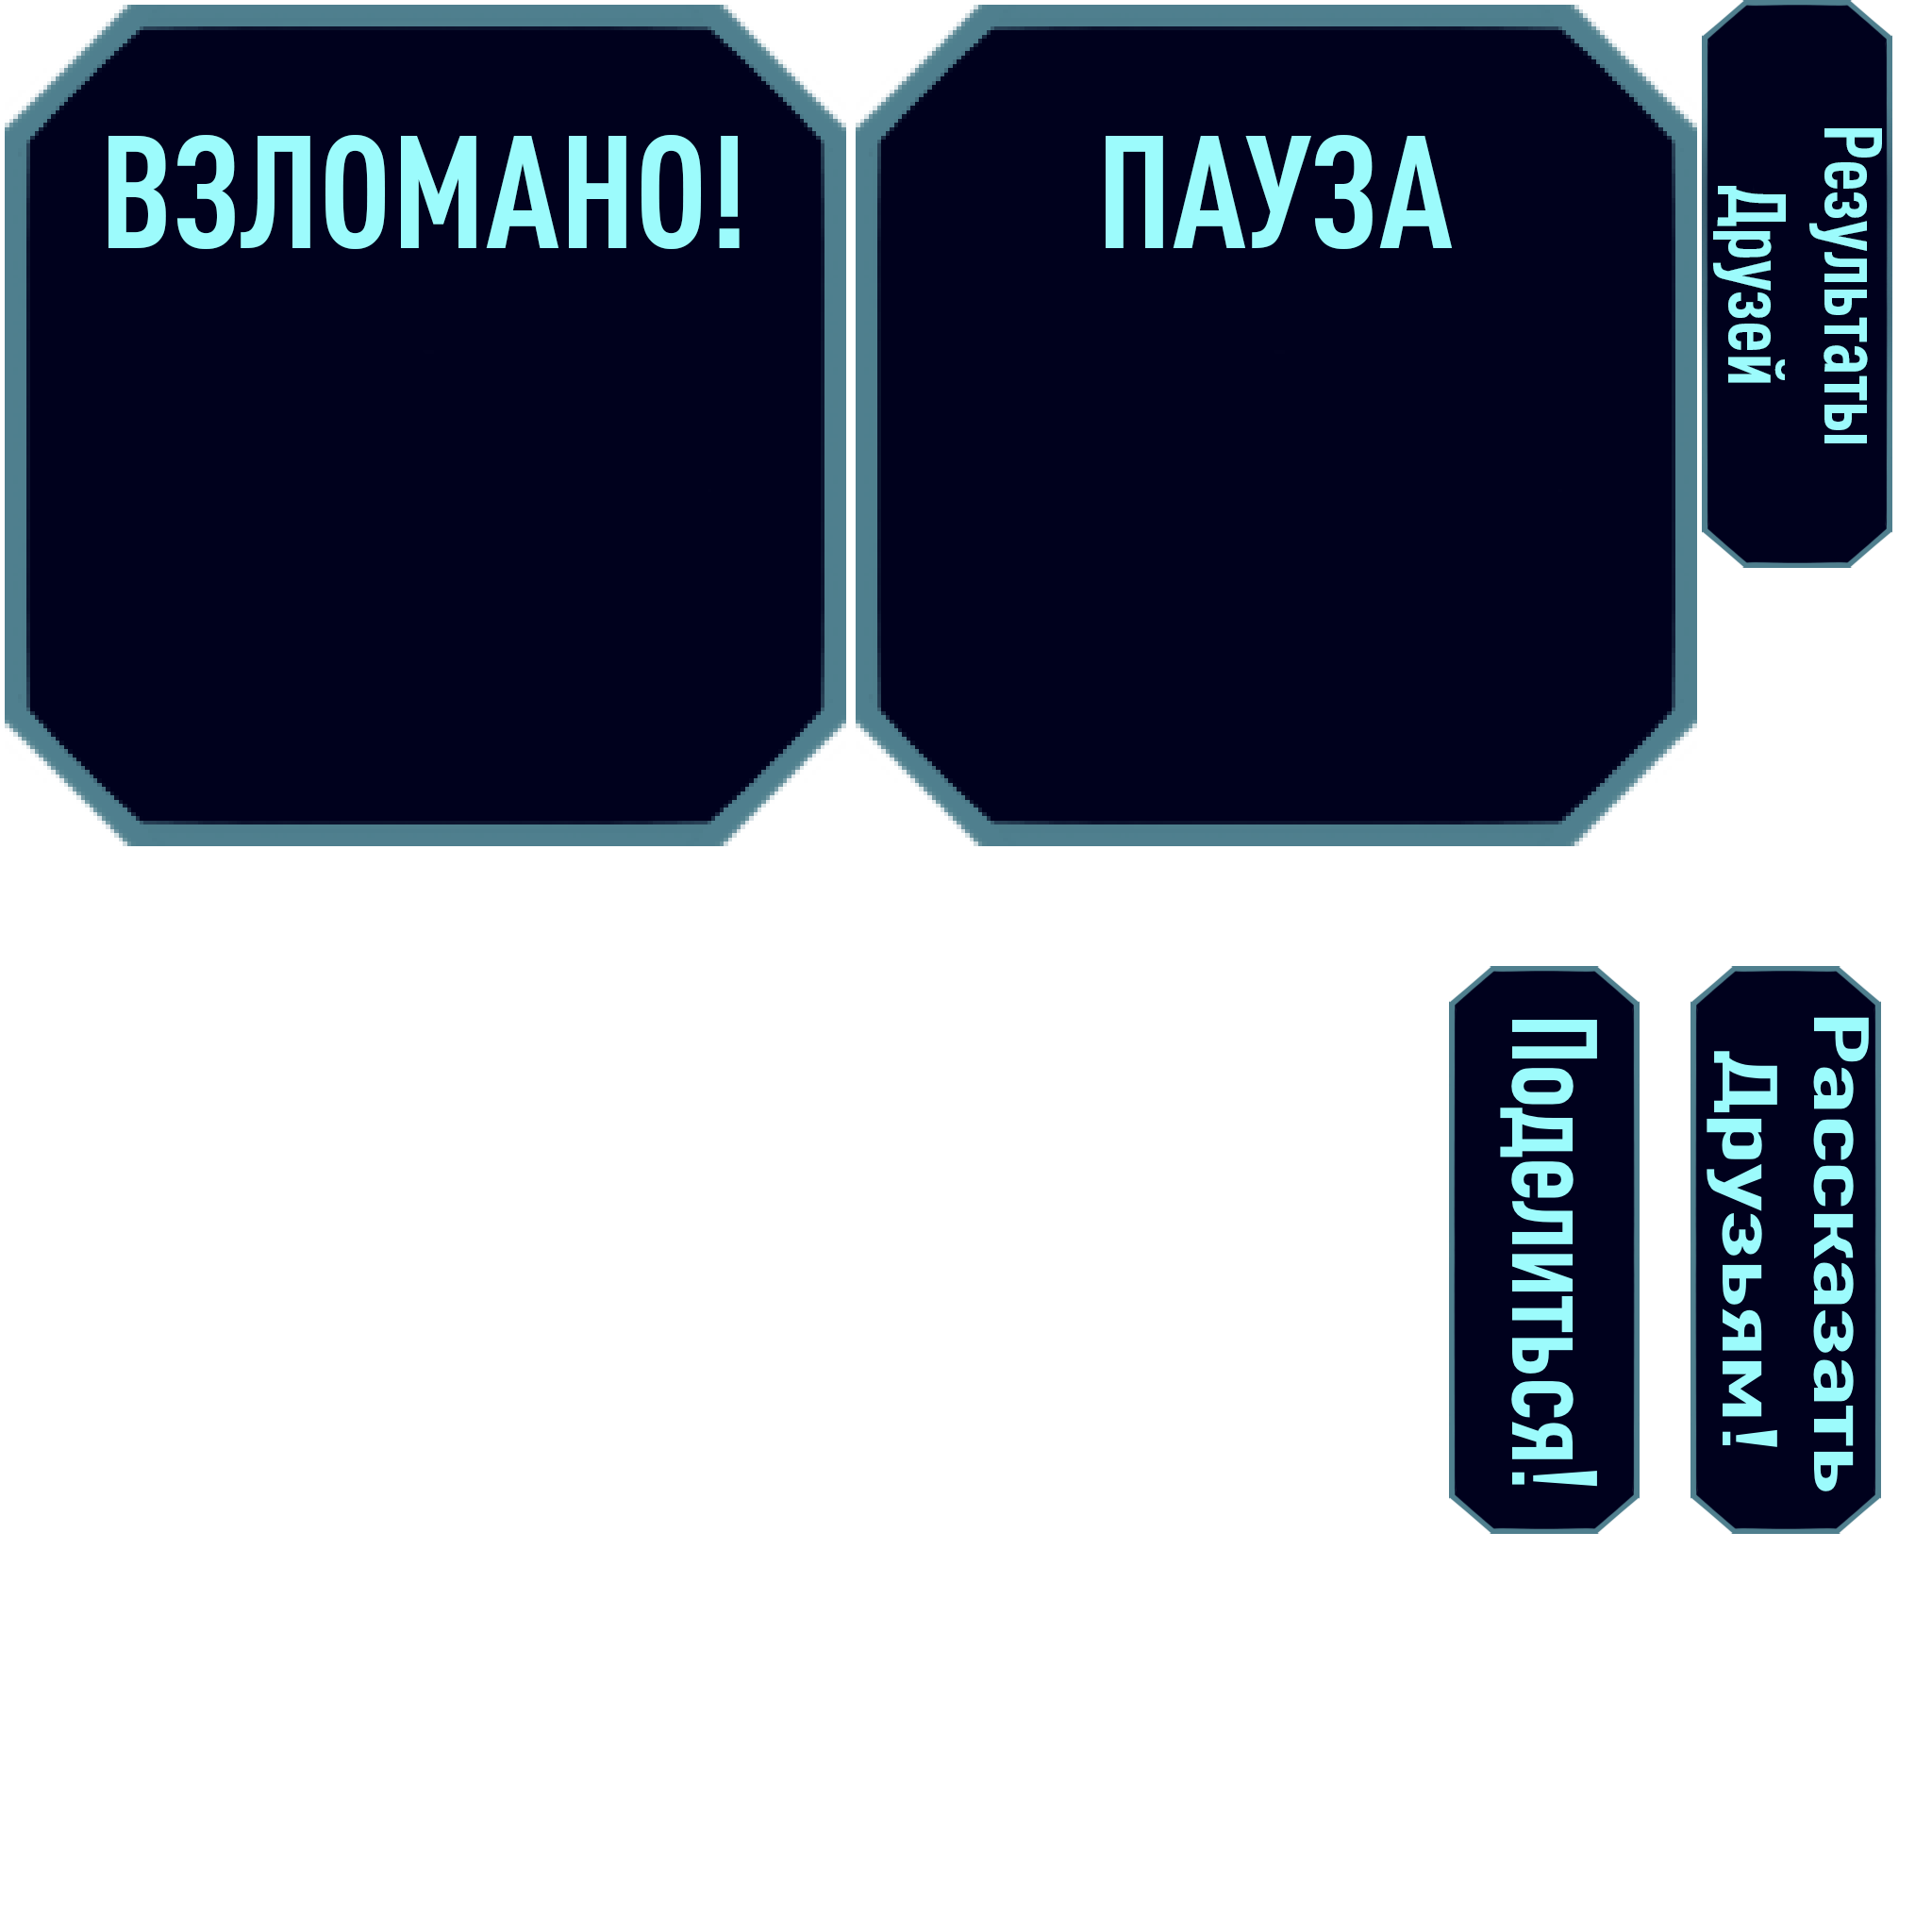 ВЗЛОМАНО!
ПАУЗА
Результаты
Друзей
Поделиться!
Рассказать
Друзьям!